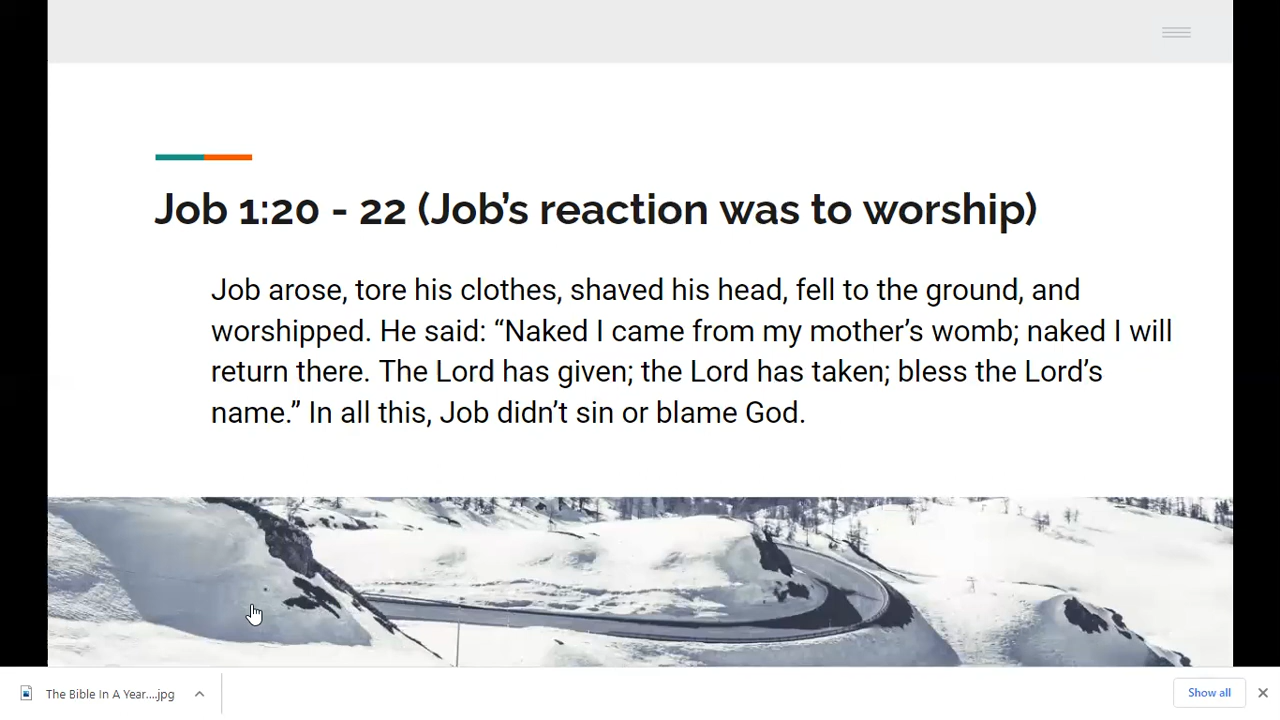 Job 1:20 - 22 (Job’s reaction was to worship)
Job arose, tore his clothes, shaved his head, fell to the ground, and
worshipped. He said: “Naked I came from my mother’s womb; naked I will
return there. The Lord has given; the Lord has taken; bless the Lord’s
name.” In all this, Job didn’t sin or blame God.
The Bible In A Year....jpg
Show all